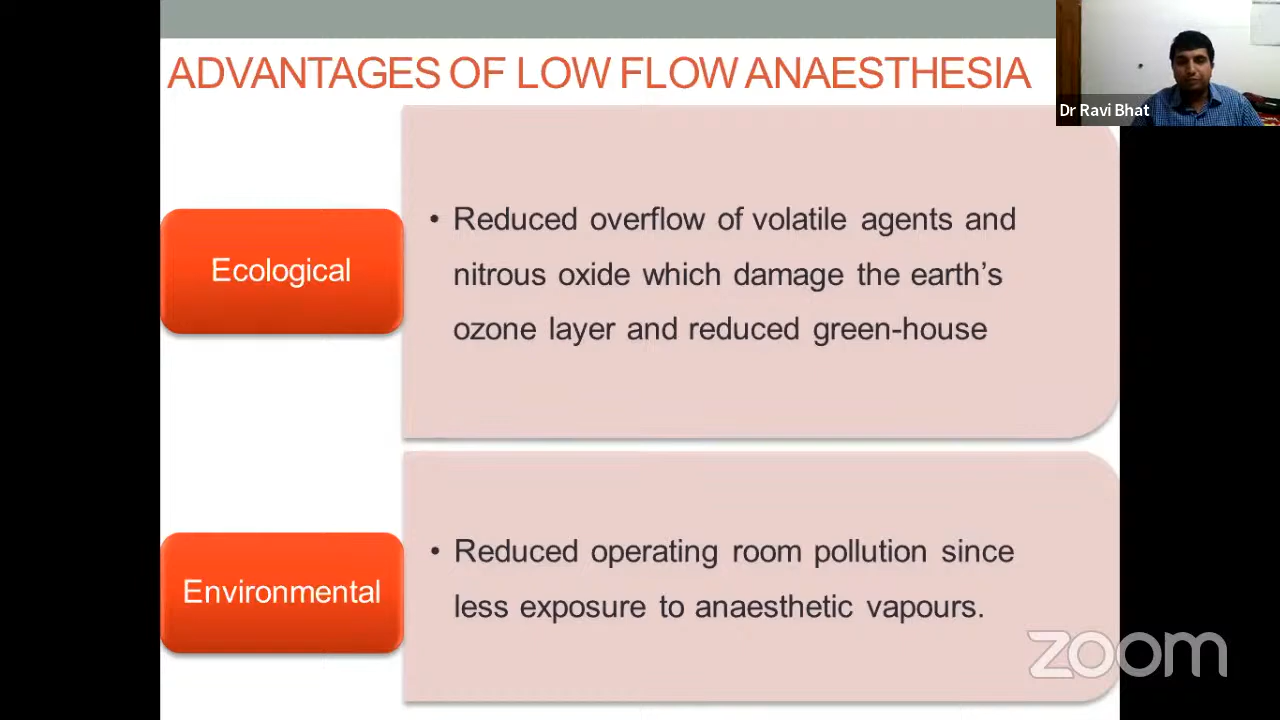 ADVANTAGES OF LOW FLOW ANAESTHESIA
Dr Ravi Bhat
Ecological
• Reduced overflow of volatile agents and
nitrous oxide which damage the earth’s
ozone layer and reduced green-house
Environmental
• Reduced operating room pollution since
less exposure to anaesthetic vapours.
zoom